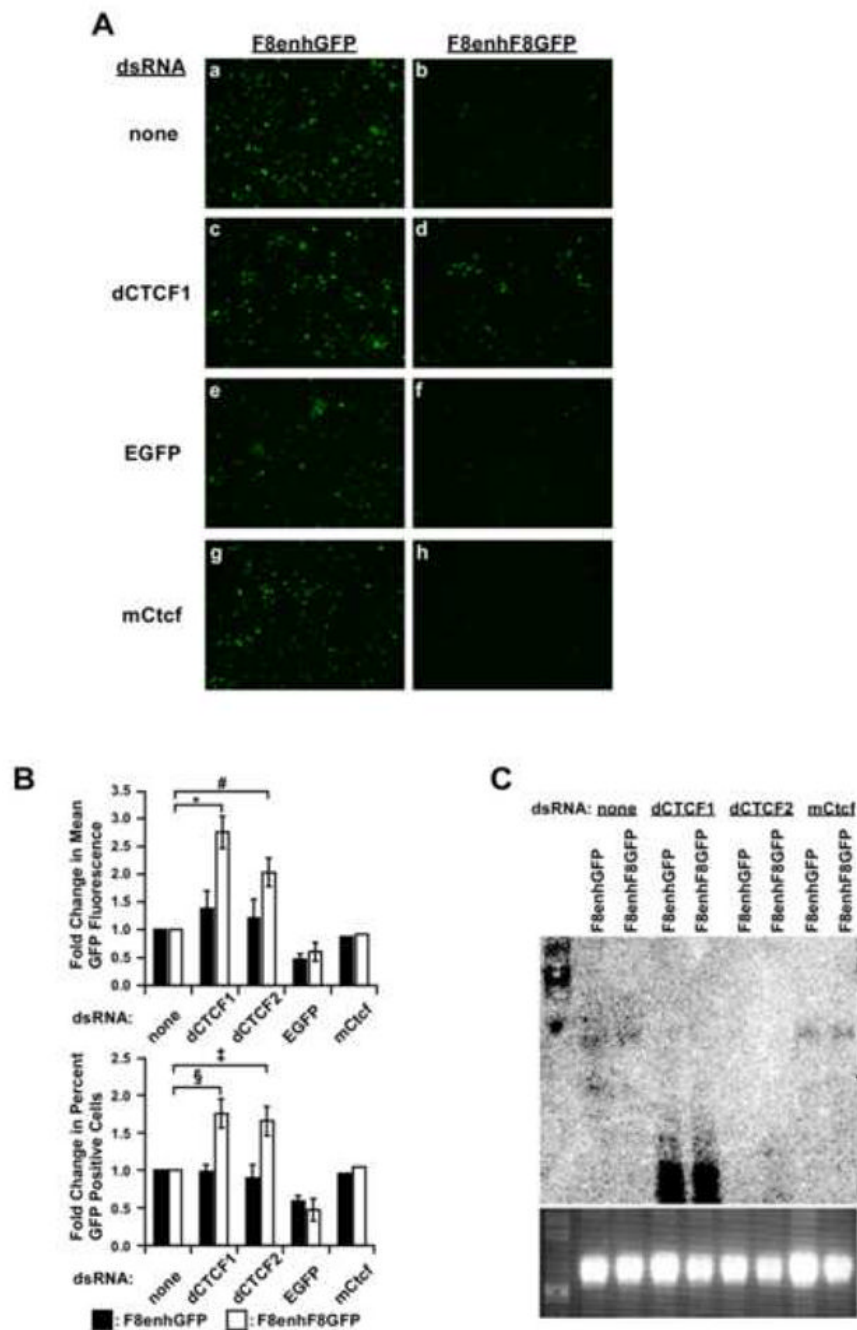 A
F8enhGFP F8enhF8GFP
dsRNA
a b
none
c d
dCTCF1
e f
EGFP
g h
mCtcf
B
Fold Change in Mean
GFP Fluorescence
3.5
3.0
2.5
2.0
1.5
1.0
0.5
0.0
#
*
dsRNA:
none dCTCF1 dCTCF2 EGFP mCtcf
Fold Change in Percent
GFP Positive Cells
2.5
2.0
1.5
1.0
0.5
0.0
‡
§
dsRNA:
none dCTCF1 dCTCF2 EGFP mCtcf
: F8enhGFP : F8enhF8GFP
C
dsRNA: none dCTCF1 dCTCF2 mCtcf
F8enhGFP F8enhF8GFP F8enhGFP F8enhF8GFP F8enhGFP F8enhF8GFP F8enhGFP F8enhF8GFP